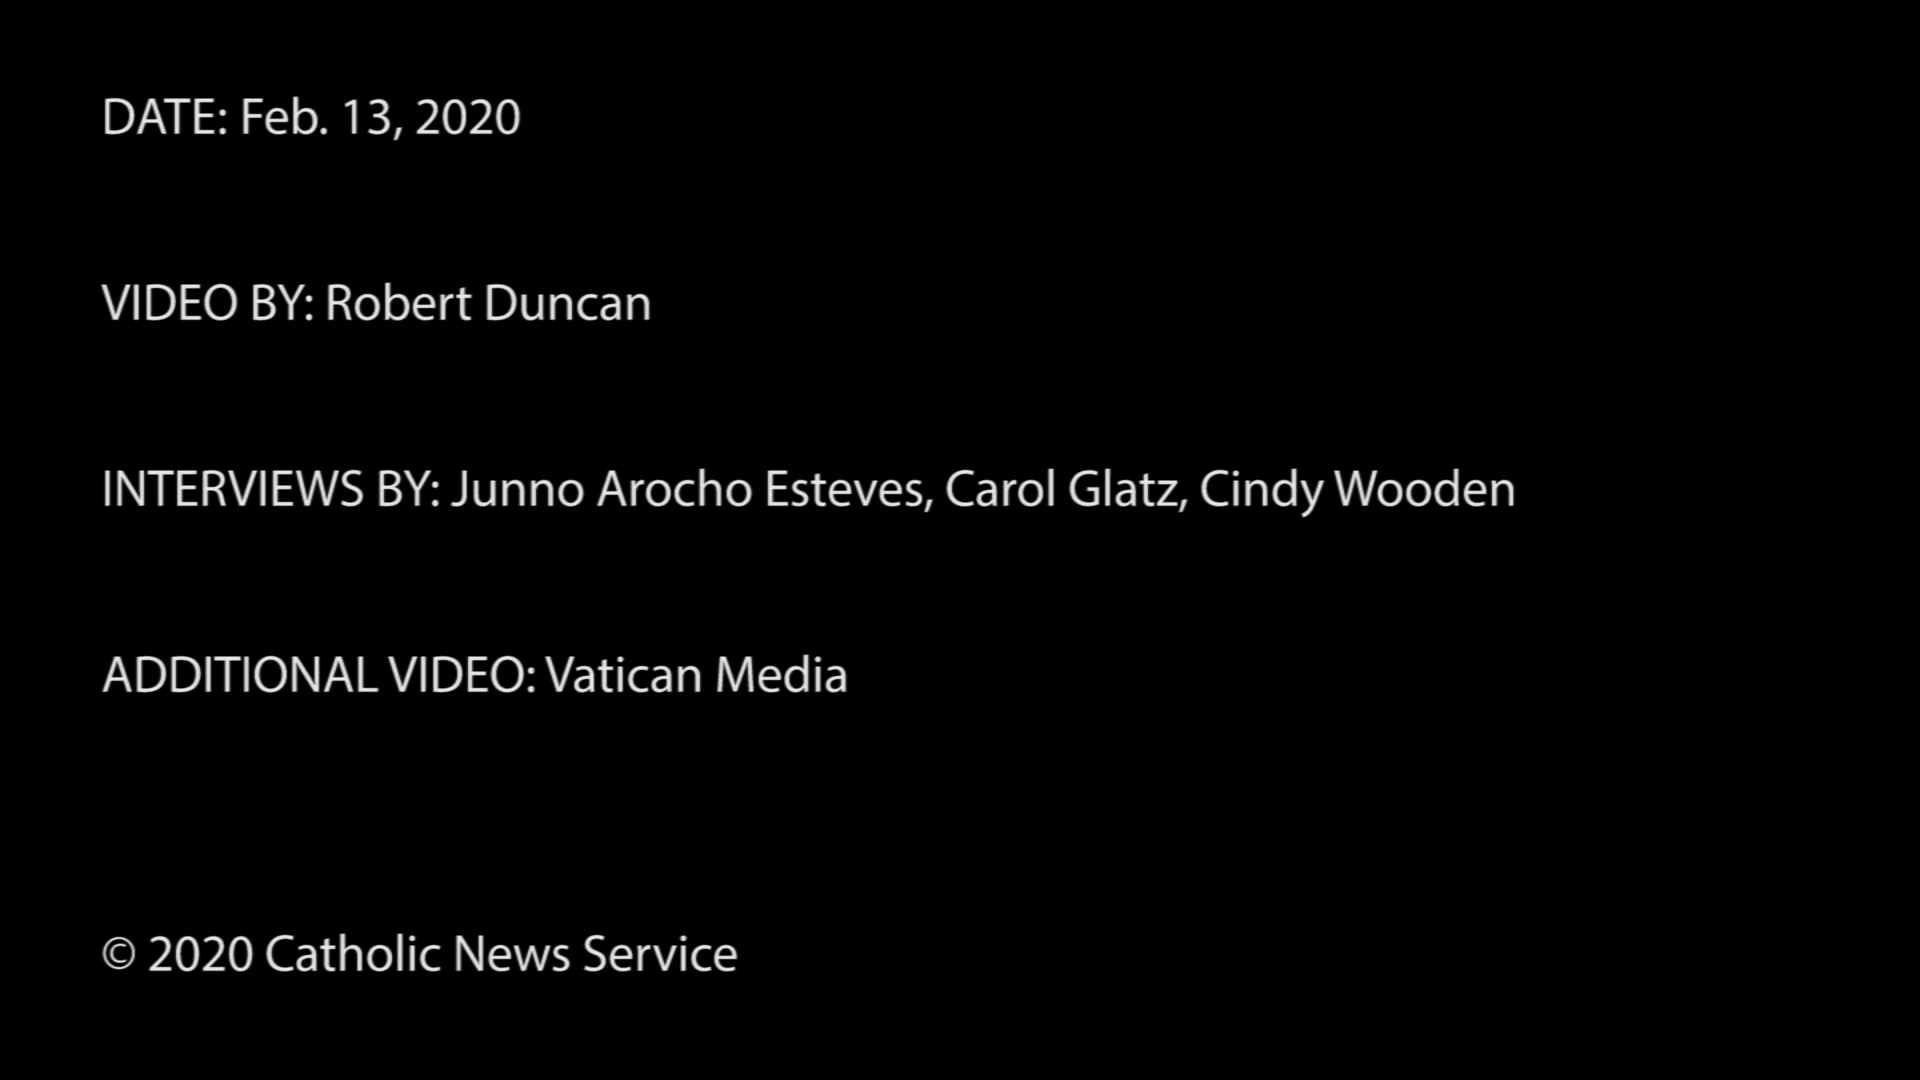 DATE: Feb. 13, 2020
VIDEO BY: Robert Duncan
INTERVIEWS BY: Junno Arocho Esteves, Carol Glatz, Cindy Wooden
ADDITIONAL VIDEO: Vatican Media
© 2020 Catholic News Service